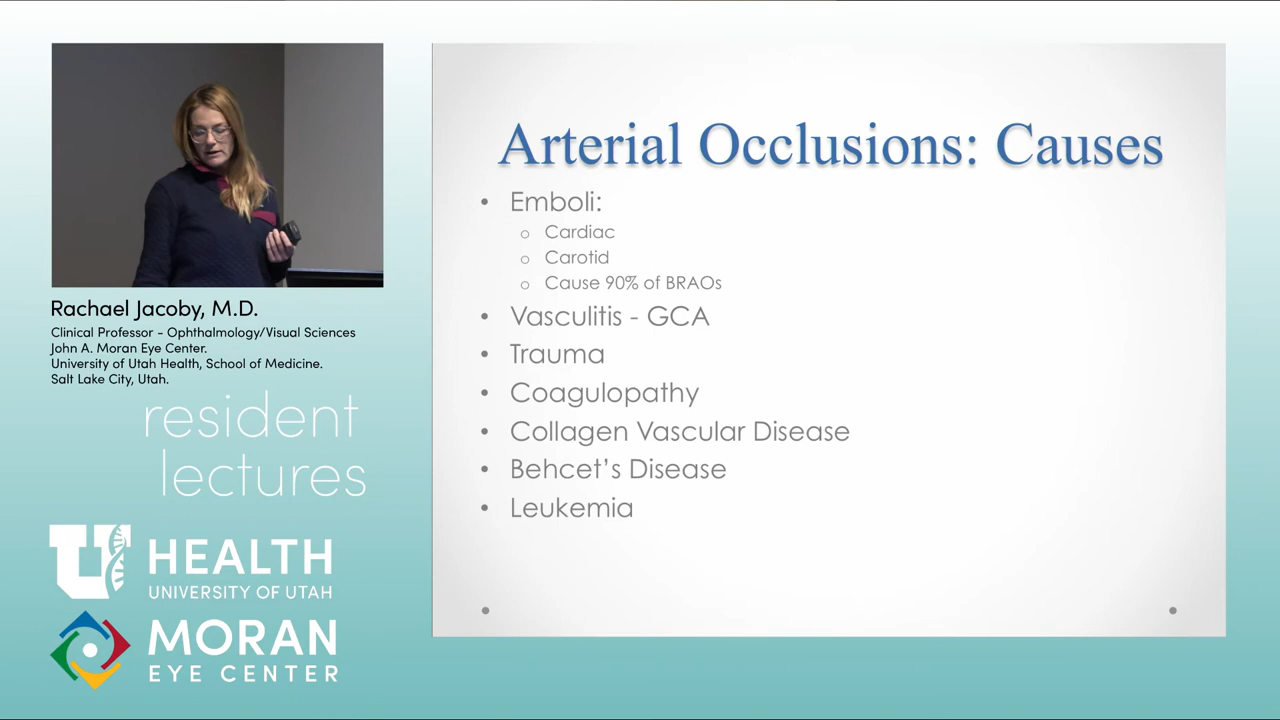 Arterial Occlusions: Causes
• Emboli:
o Cardiac
o Carotid
o Cause 90% of BRAOs
• Vasculitis - GCA
• Trauma
• Coagulopathy
• Collagen Vascular Disease
• Behcet's Disease
• Leukemia
Rachael Jacoby, M.D.
Clinical Professor - Ophthalmology/Visual Sciences
John A. Moran Eye Center.
University of Utah Health, School of Medicine.
Salt Lake City, Utah.
resident
lectures
U HEALTH
UNIVERSITY OF UTAH
MORAN
EYE CENTER